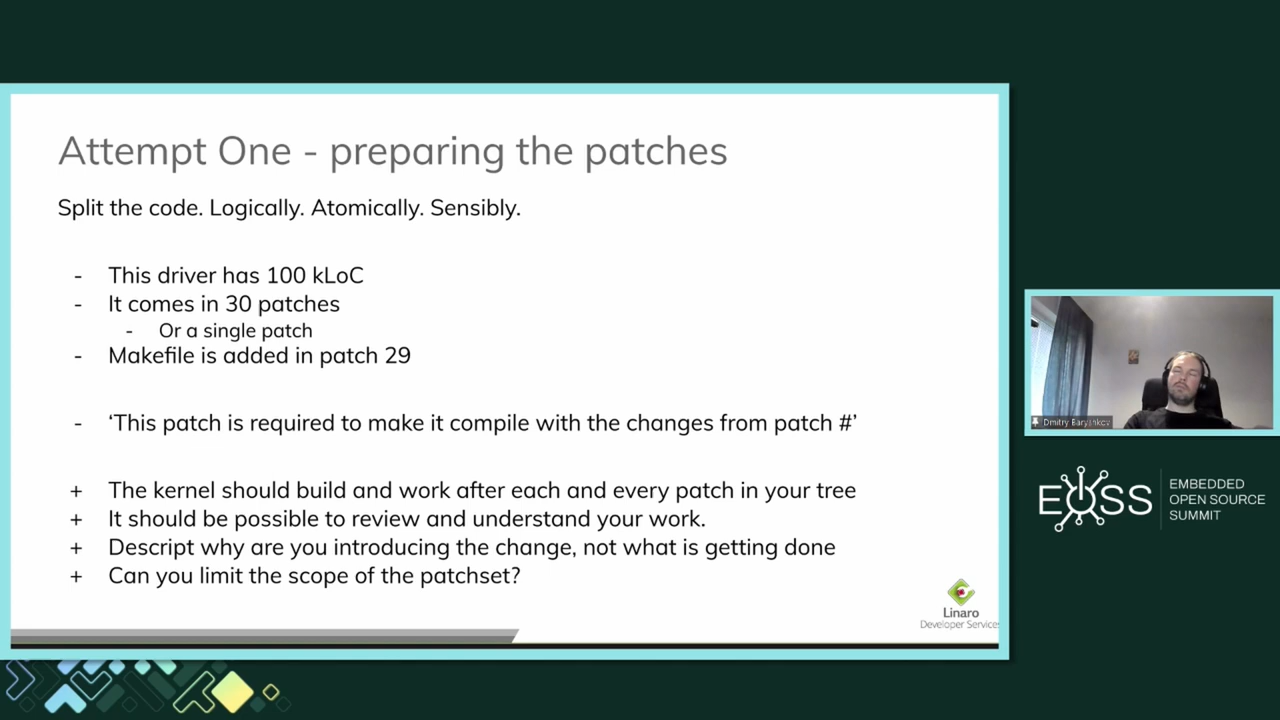 Attempt One - preparing the patches
Split the code. Logically. Atomically. Sensibly.
- This driver has 100 kLoC
- It comes in 30 patches
- Or a single patch
- Makefile is added in patch 29
- ‘This patch is required to make it compile with the changes from patch #’
+ The kernel should build and work after each and every patch in your tree
+ It should be possible to review and understand your work.
+ Descript why are you introducing the change, not what is getting done
+ Can you limit the scope of the patchset?
Linaro
Developer Services
Dmitry Baryshkov
EOSS
EMBEDDED
OPEN SOURCE
SUMMIT